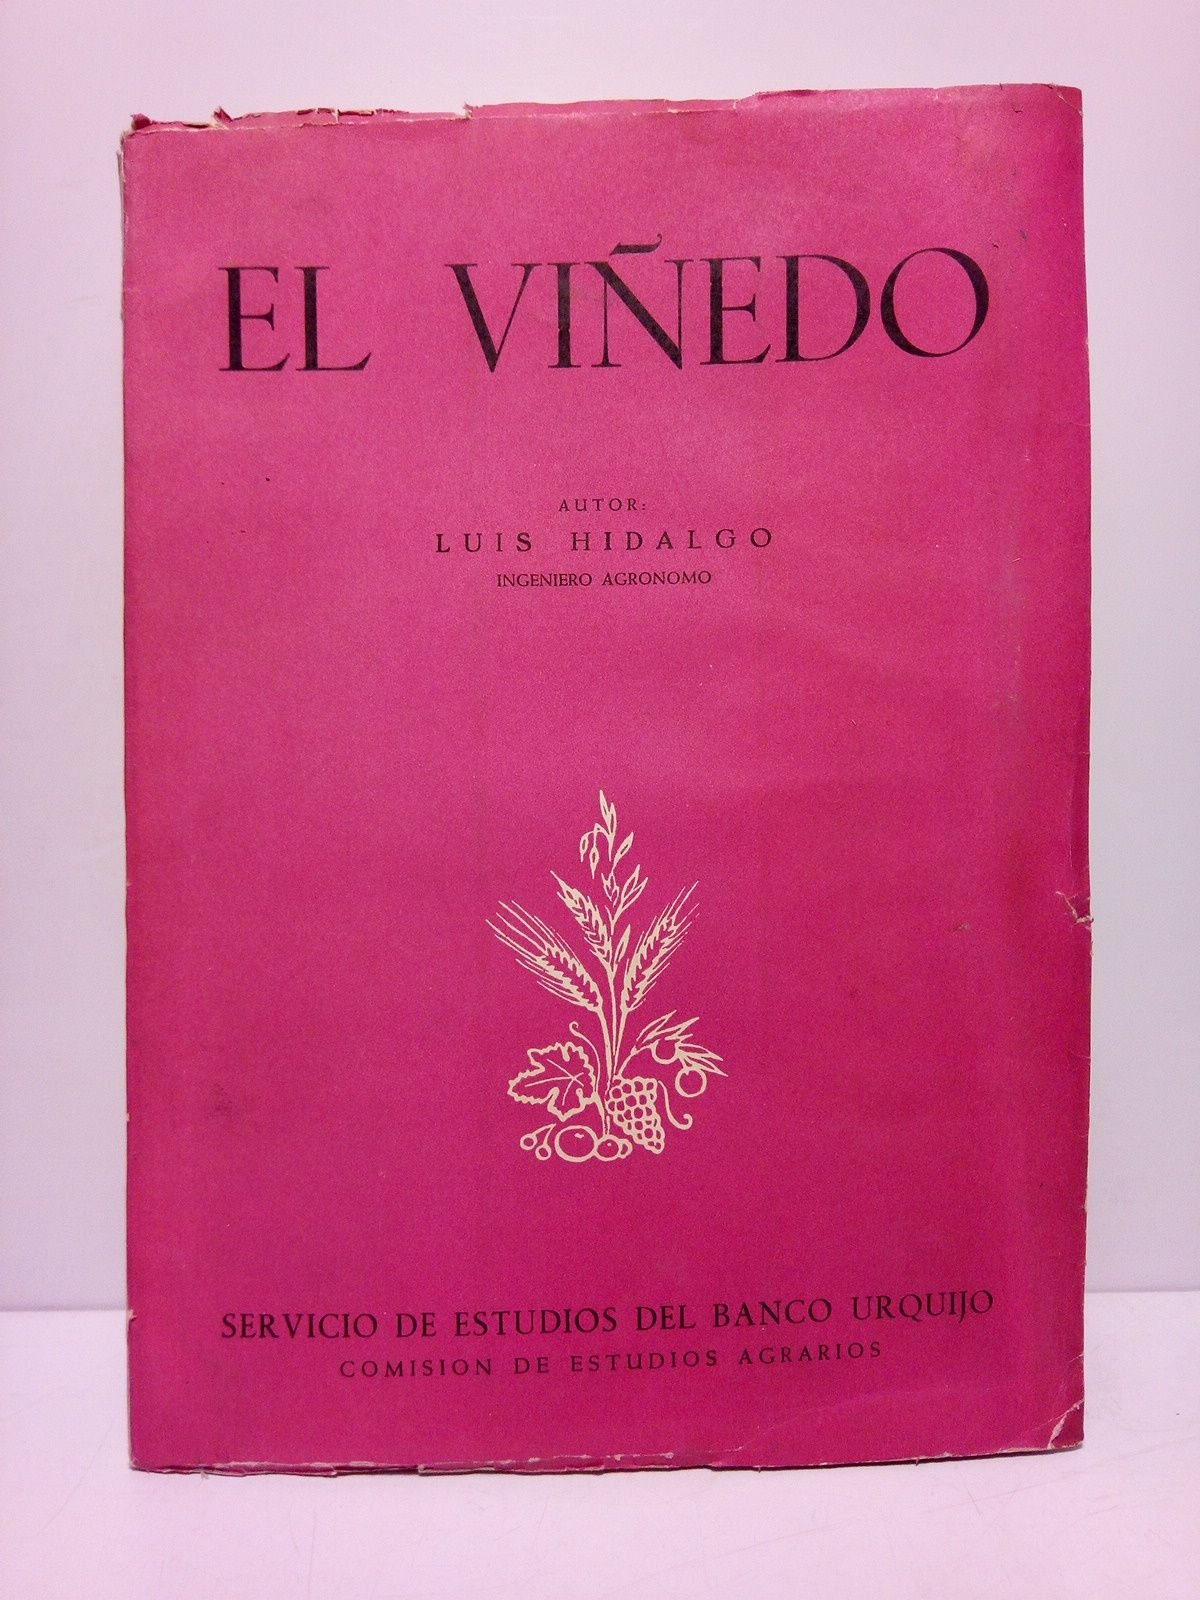 EL VIÑEDO
AUTOR:
LUIS HIDALGO
INGENIERO AGRONOMO
SERVICIO DE ESTUDIOS DEL BANCO URQUIJO
COMISION DE ESTUDIOS AGRARIOS